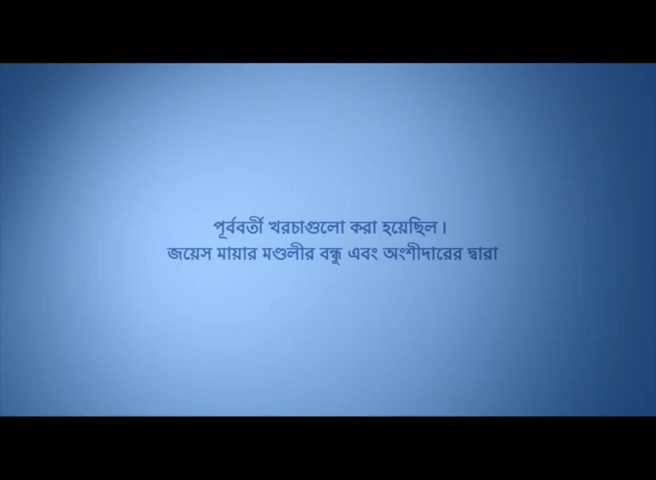 পূর্ববর্তী খরচাগুলো করা হয়েছিল।
জয়েস মায়ার মণ্ডলীর বন্ধু এবং অংশীদারের দ্বারা